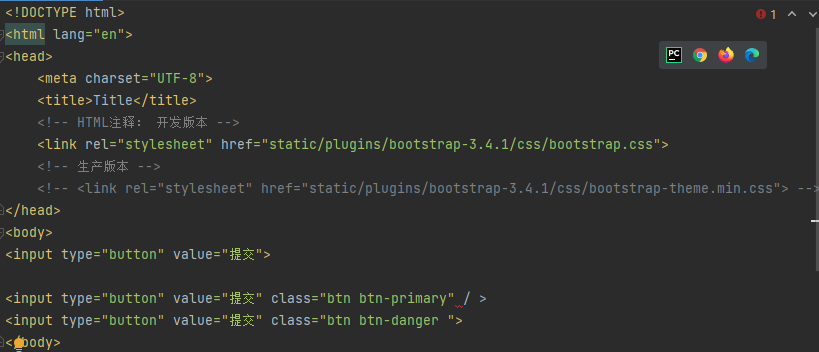 <!DOCTYPE html>
1
<html lang="en">
<head>
PC
<meta charset="UTF-8">
<title>Title</title>
<!-- HTML注释: 开发版本 -->
<link rel="stylesheet" href="static/plugins/bootstrap-3.4.1/css/bootstrap.css">
<!-- 生产版本 -->
<!-- <link rel="stylesheet" href="static/plugins/bootstrap-3.4.1/css/bootstrap-theme.min.css"> -->
</head>
<body>
<input type="button" value="提交">
<input type="button" value="提交" class="btn btn-primary" / >
<input type="button" value="提交" class="btn btn-danger ">
</body>